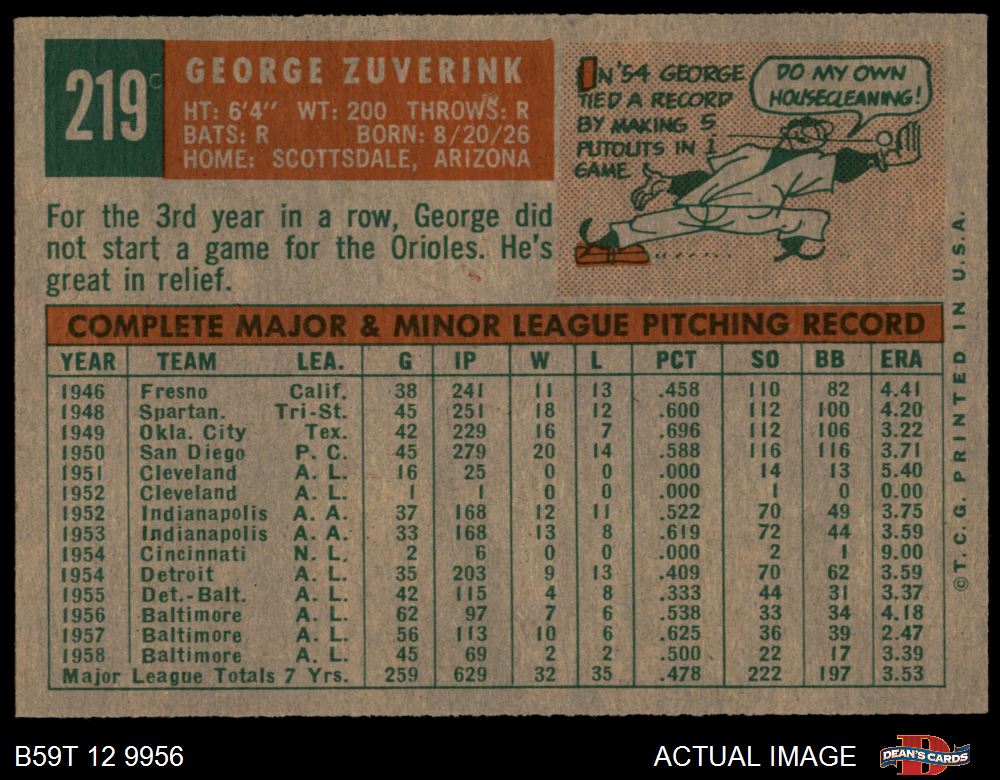 219
GEORGE ZUVERINK
HT: 6'4" WT: 200 THROWS: R
BATS: R BORN: 8/20/26
HOME: SCOTTSDALE, ARIZONA
IN '54 GEORGE
TIED A RECORD
BY MAKING 5
PUTOUTS IN 1
GAME
DO MY OWN
HOUSECLEANING!
For the 3rd year in a row, George did
not start a game for the Orioles. He's
great in relief.
COMPLETE MAJOR & MINOR LEAGUE PITCHING RECORD
YEAR TEAM LEA. G IP W L PCT SO BB ERA
1946 Fresno Calif. 38 241 11 13 .458 110 82 4.41
1948 Spartan. Tri-St. 45 251 18 12 .600 112 100 4.20
1949 Okla. City Tex. 42 229 16 7 .696 112 106 3.22
1950 San Diego P. C. 45 279 20 14 .588 116 116 3.71
1951 Cleveland A. L. 16 25 0 0 .000 14 13 5.40
1952 Cleveland A. L. 1 1 0 0 .000 1 0 0.00
1952 Indianapolis A. A. 37 168 12 11 .522 70 49 3.75
1953 Indianapolis A. A. 33 168 13 8 .619 72 44 3.59
1954 Cincinnati N. L. 2 6 0 0 .000 2 1 9.00
1954 Detroit A. L. 35 203 9 13 .409 70 62 3.59
1955 Det.-Balt. A. L. 42 115 4 8 .333 44 31 3.37
1956 Baltimore A. L. 62 97 7 6 .538 33 34 4.18
1957 Baltimore A. L. 56 113 10 6 .625 36 39 2.47
1958 Baltimore A. L. 45 69 2 2 .500 22 17 3.39
Major League Totals 7 Yrs. 259 629 32 35 .478 222 197 3.53
© T. C. G. PRINTED IN U.S.A.
B59T 12 9956
ACTUAL IMAGE
DEAN'S CARDS